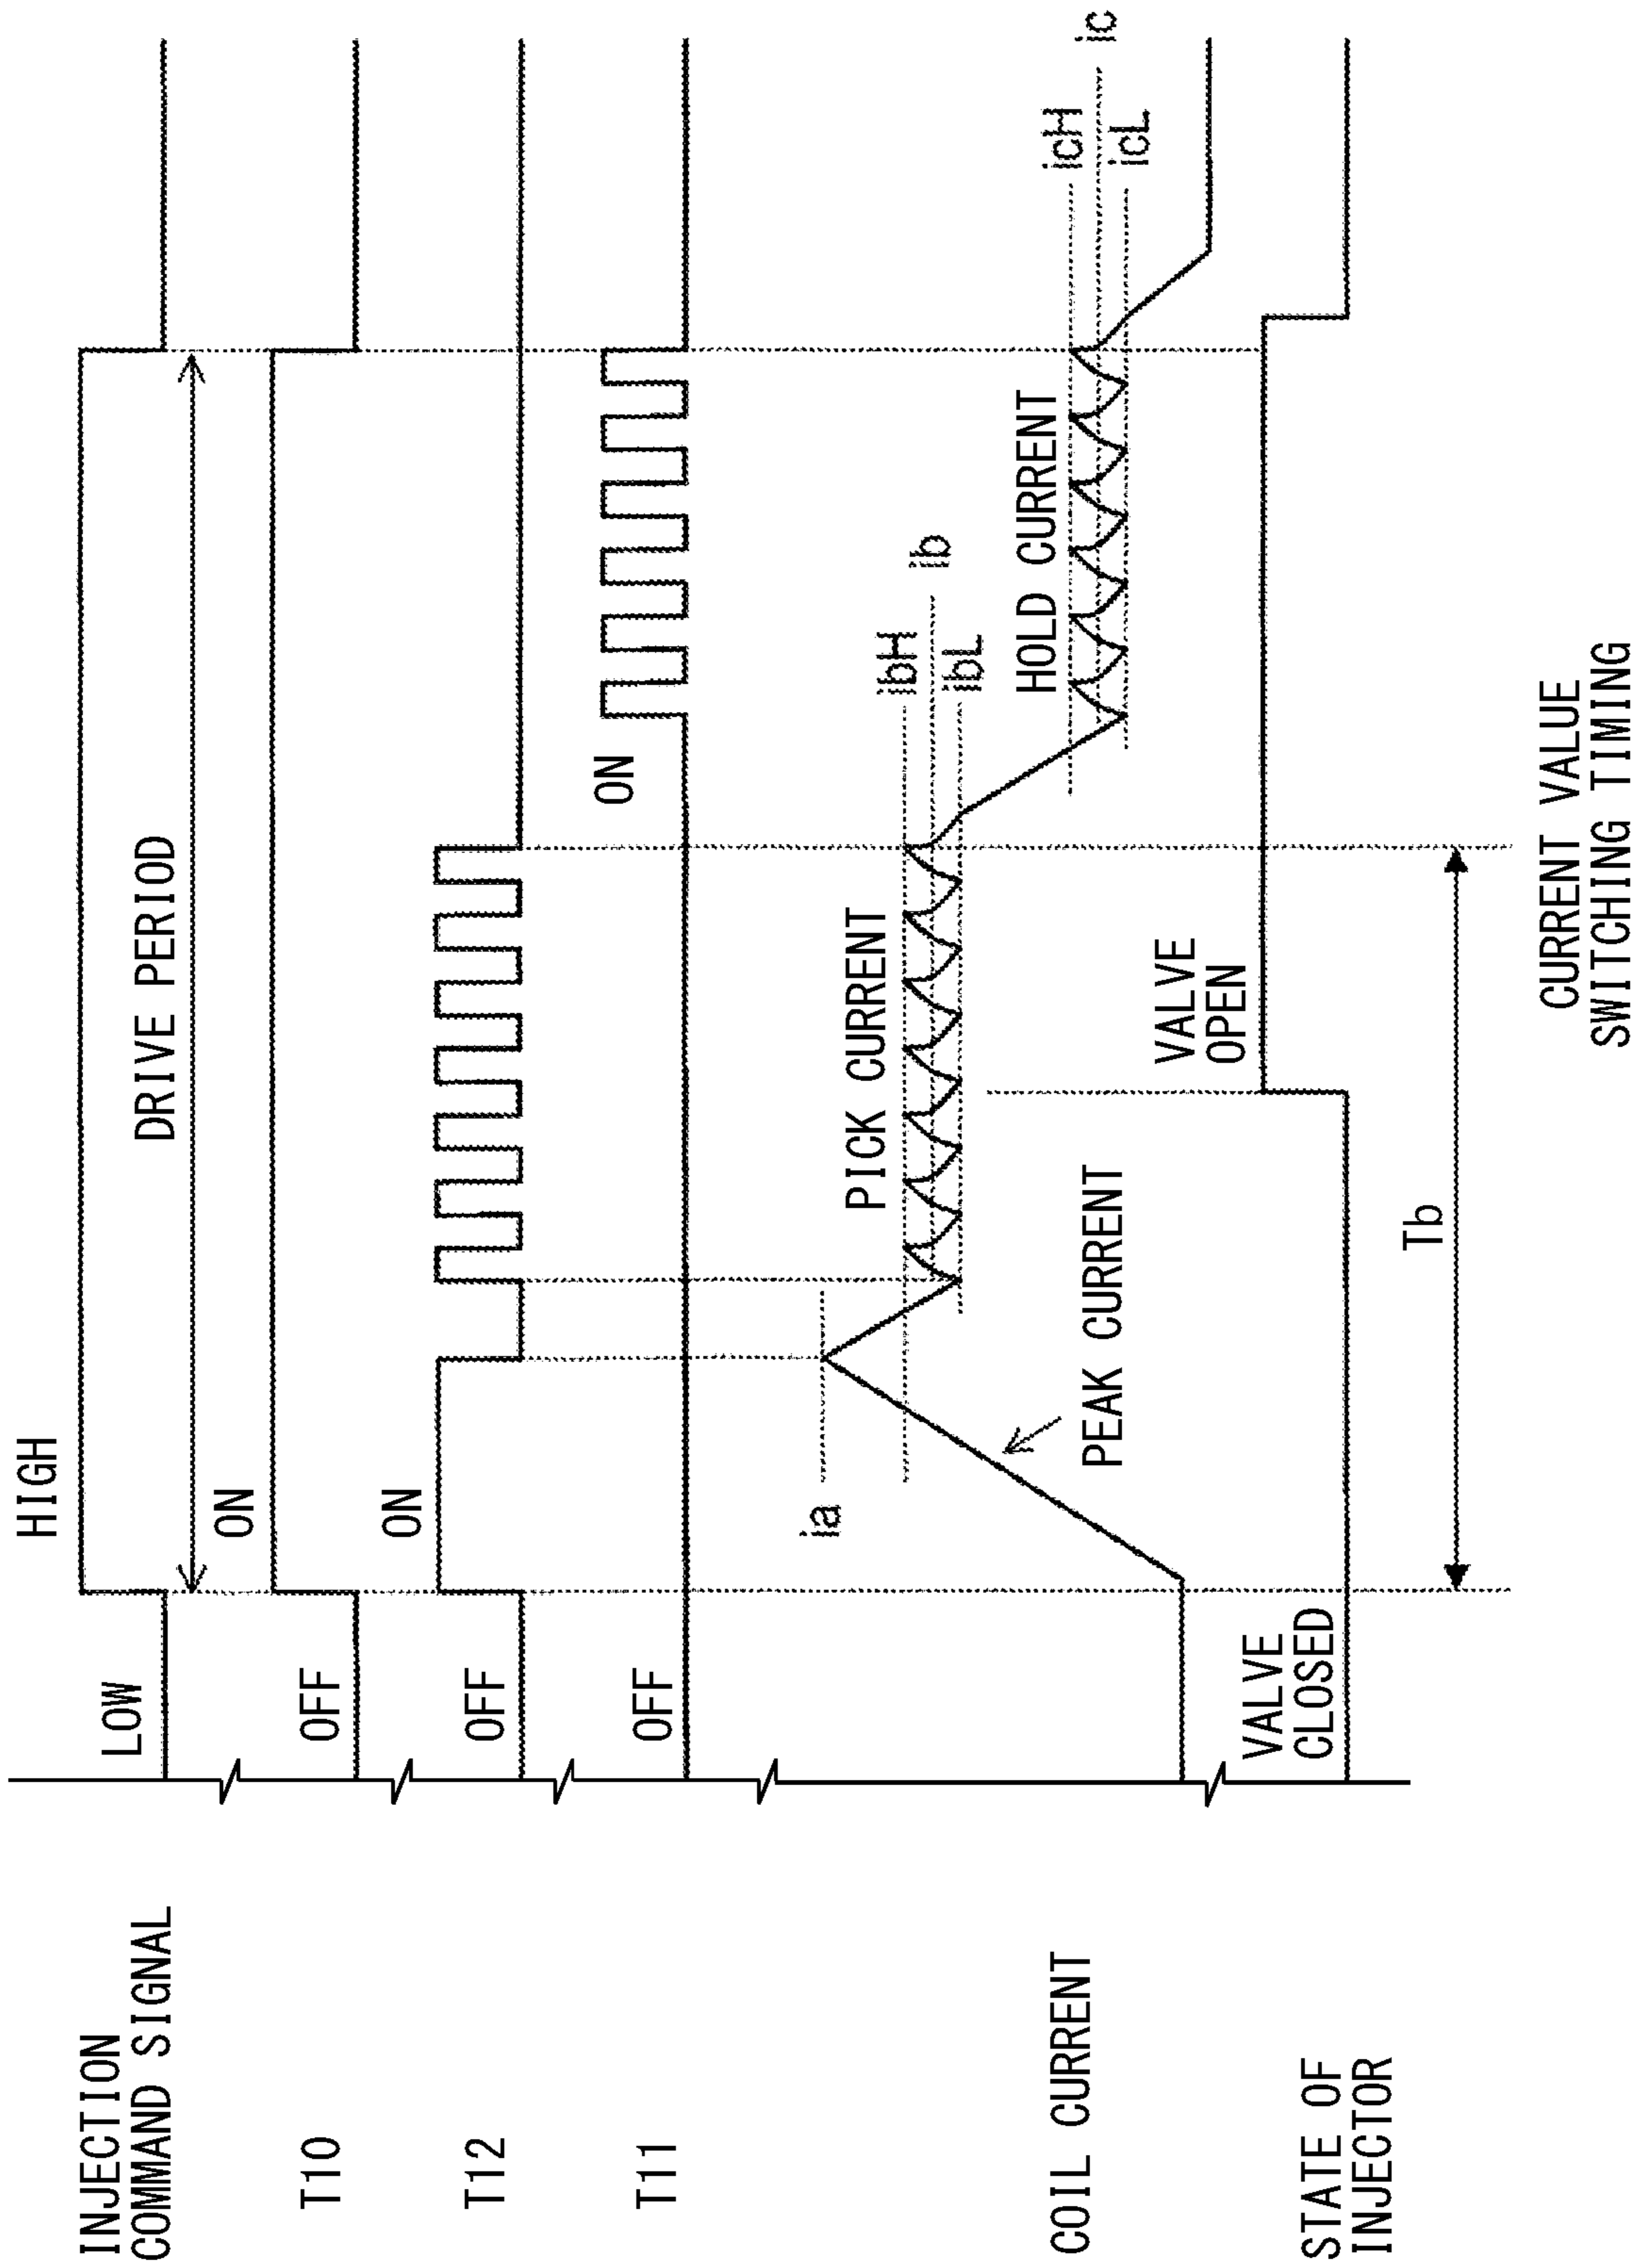 INJECTION
COMMAND SIGNAL
LOW
HIGH
DRIVE PERIOD
T10
OFF
ON
T12
OFF
ON
T11
OFF
ON
COIL CURRENT
ia
PEAK CURRENT
PICK CURRENT
ibH
ib
ibL
HOLD CURRENT
icH
ic
icL
STATE OF
INJECTOR
VALVE
CLOSED
VALVE
OPEN
Tb
CURRENT VALUE
SWITCHING TIMING